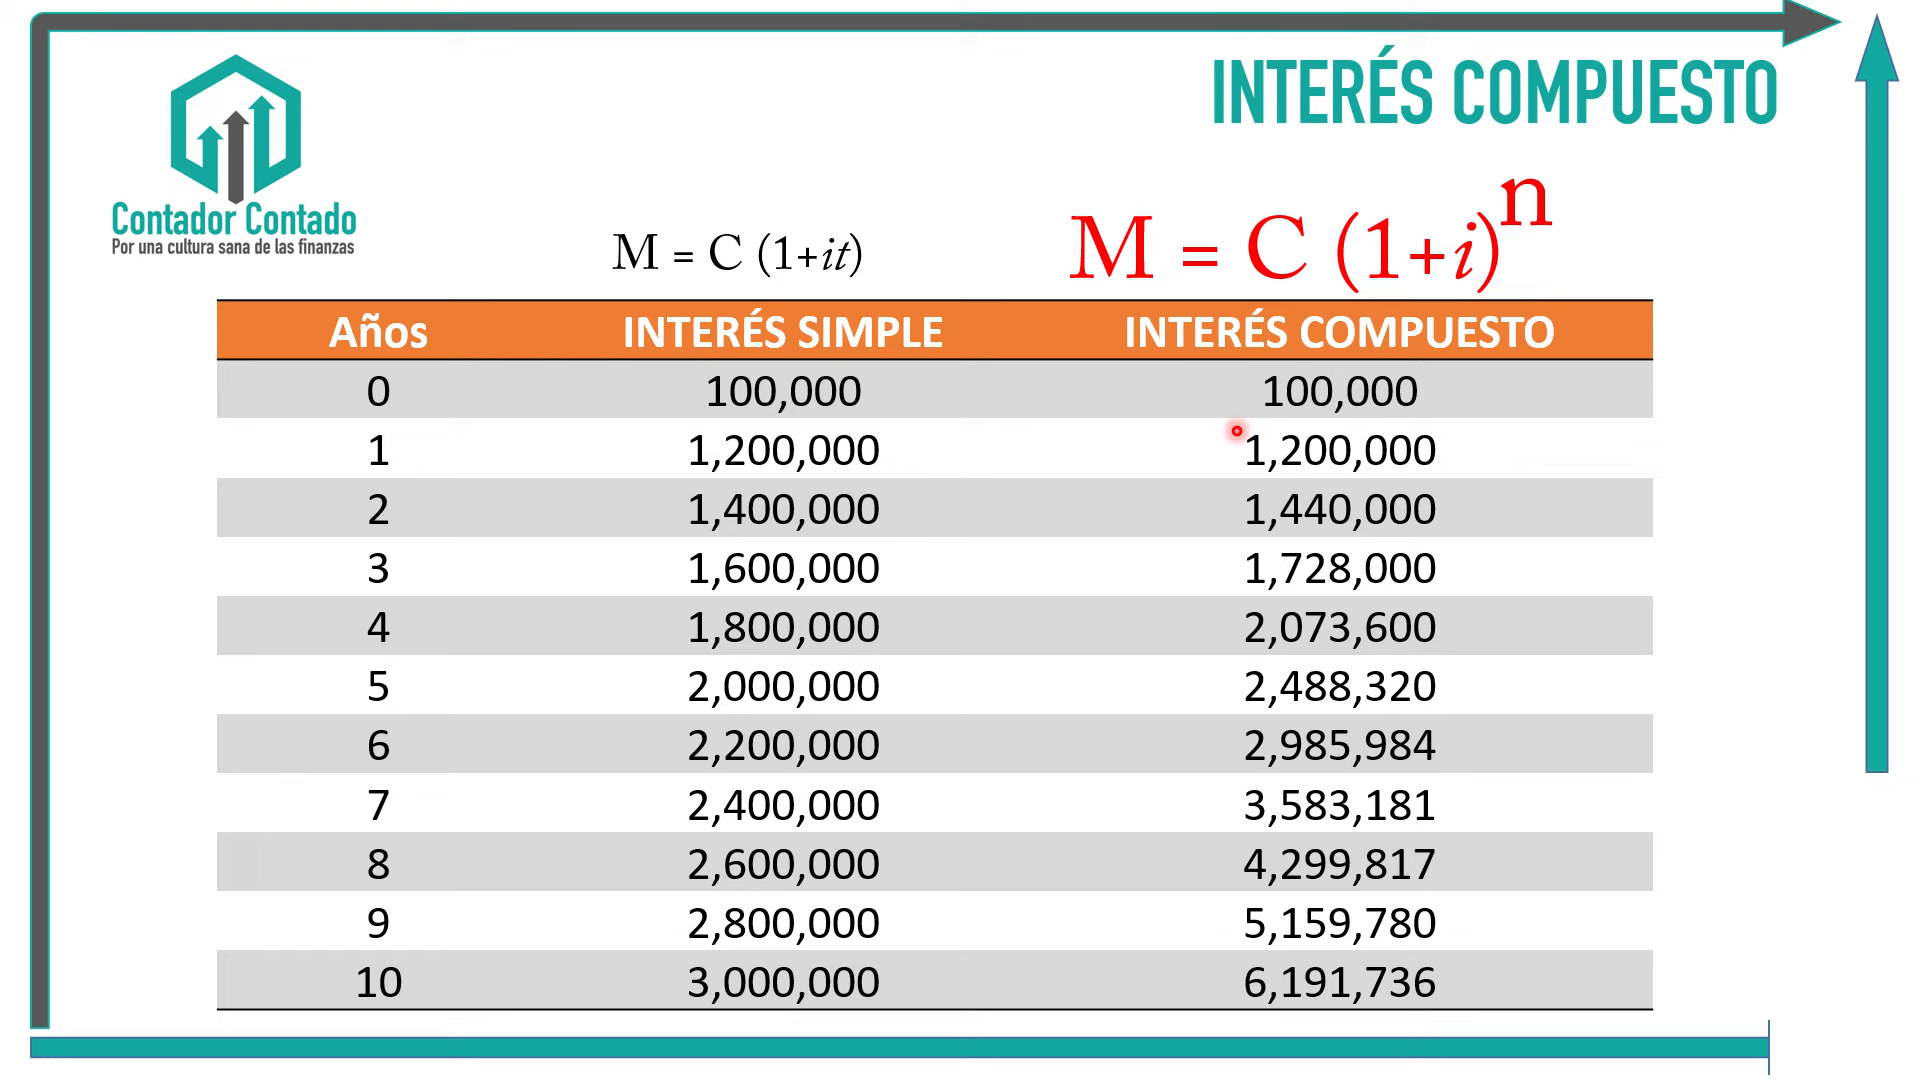 INTERÉS COMPUESTO
Contador Contado
Por una cultura sana de las finanzas
M = C (1+it)
M = C (1+i)^n
Años INTERÉS SIMPLE INTERÉS COMPUESTO
0 100,000 100,000
1 1,200,000 1,200,000
2 1,400,000 1,440,000
3 1,600,000 1,728,000
4 1,800,000 2,073,600
5 2,000,000 2,488,320
6 2,200,000 2,985,984
7 2,400,000 3,583,181
8 2,600,000 4,299,817
9 2,800,000 5,159,780
10 3,000,000 6,191,736